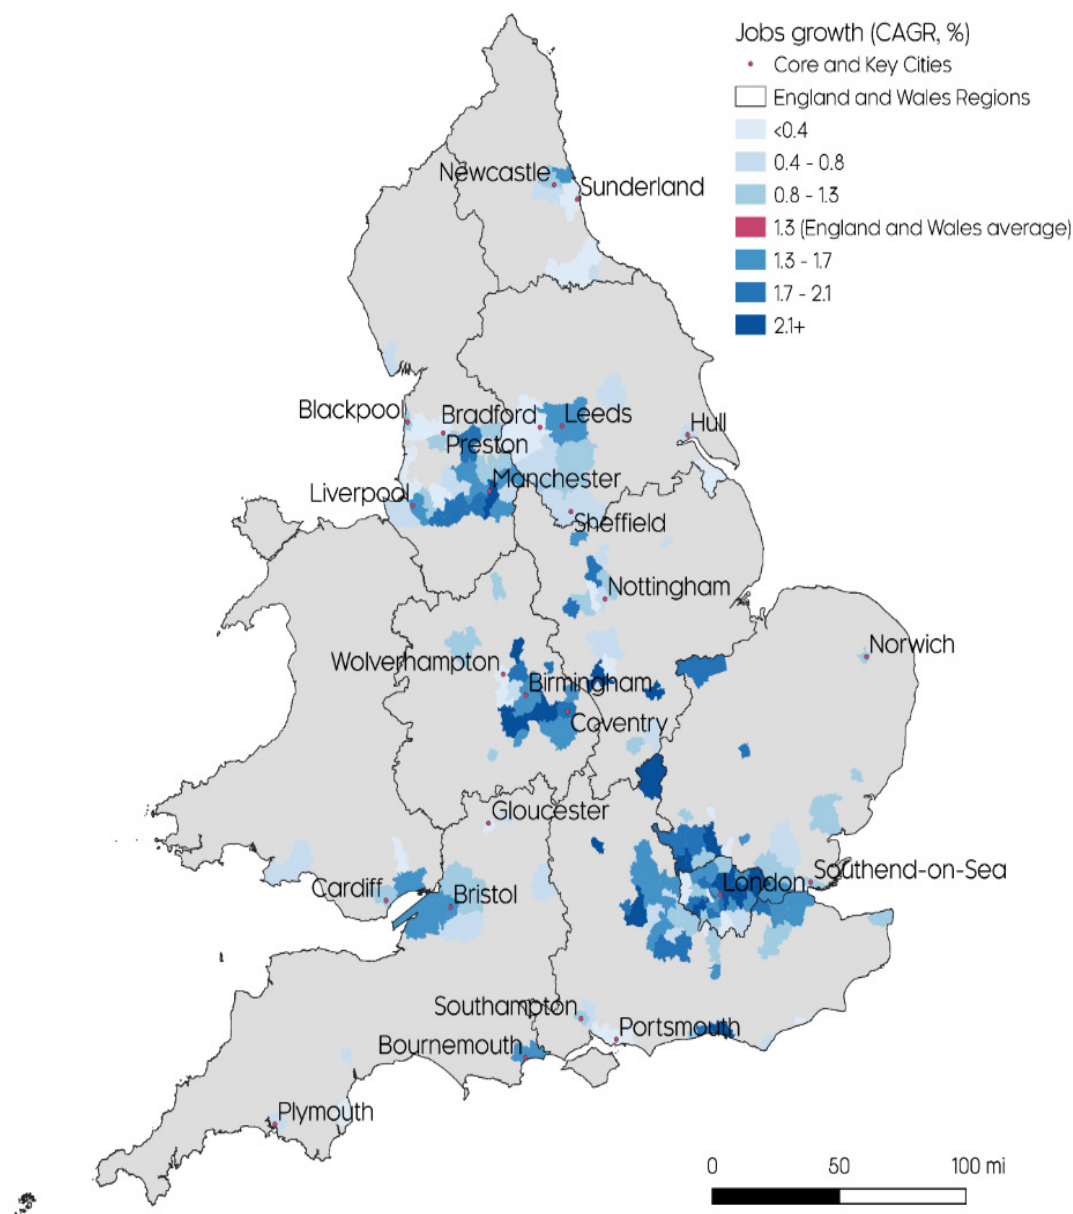 Jobs growth (CAGR, %)
Core and Key Cities
England and Wales Regions
<0.4
0.4 - 0.8
0.8 - 1.3
1.3 (England and Wales average)
1.3 - 1.7
1.7 - 2.1
2.1+
Newcastle
Sunderland
Blackpool
Bradford
Leeds
Hull
Preston
Manchester
Liverpool
Sheffield
Nottingham
Norwich
Wolverhampton
Birmingham
Coventry
Gloucester
Cardiff
Bristol
London
Southend-on-Sea
Southampton
Portsmouth
Bournemouth
Plymouth
0 50 100 mi